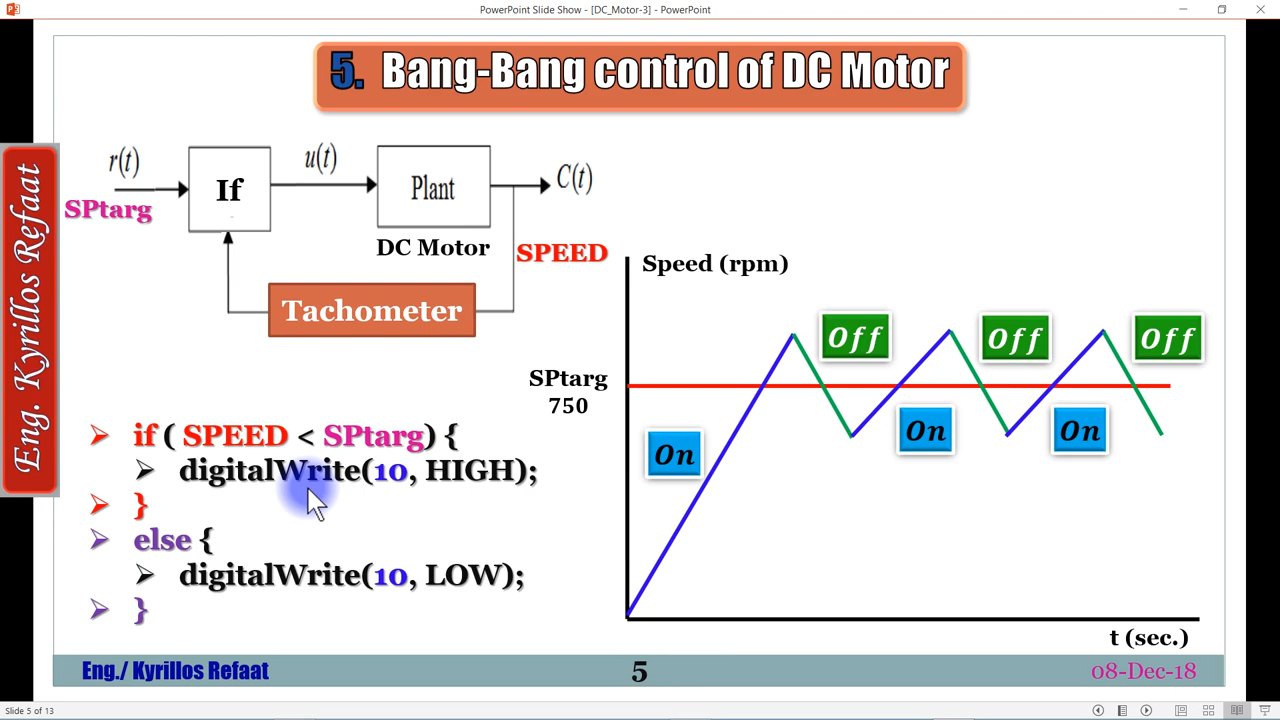 PowerPoint Slide Show - [DC_Motor-3] - PowerPoint
5. Bang-Bang control of DC Motor
r(t)
SPtarg
If
u(t)
Plant
C(t)
DC Motor
SPEED
Tachometer
Eng. Kyrillos Refaat
Speed (rpm)
Off
Off
Off
SPtarg
750
On
On
On
t (sec.)
if ( SPEED < SPtarg) {
digitalWrite(10, HIGH);
}
else {
digitalWrite(10, LOW);
}
Eng./ Kyrillos Refaat
5
08-Dec-18
Slide 5 of 13